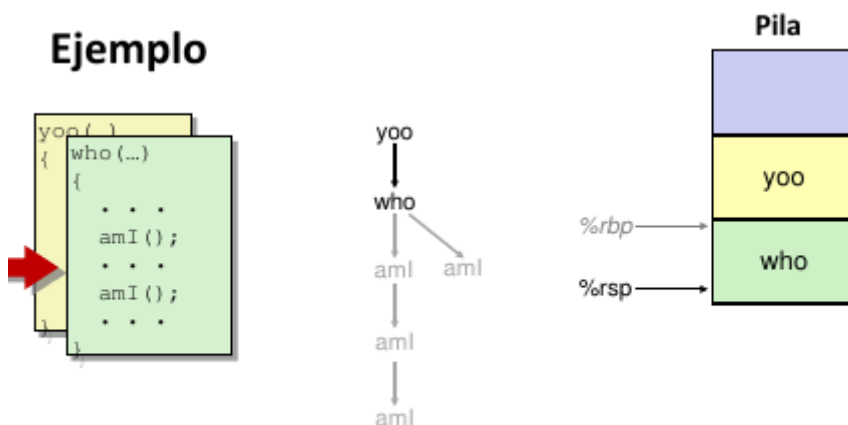 Ejemplo
yoo(…)
{
}
who(…)
{
. . .
amI();
. . .
amI();
. . .
}
yoo
who
amI amI
amI
amI
Pila
yoo
%rbp
who
%rsp